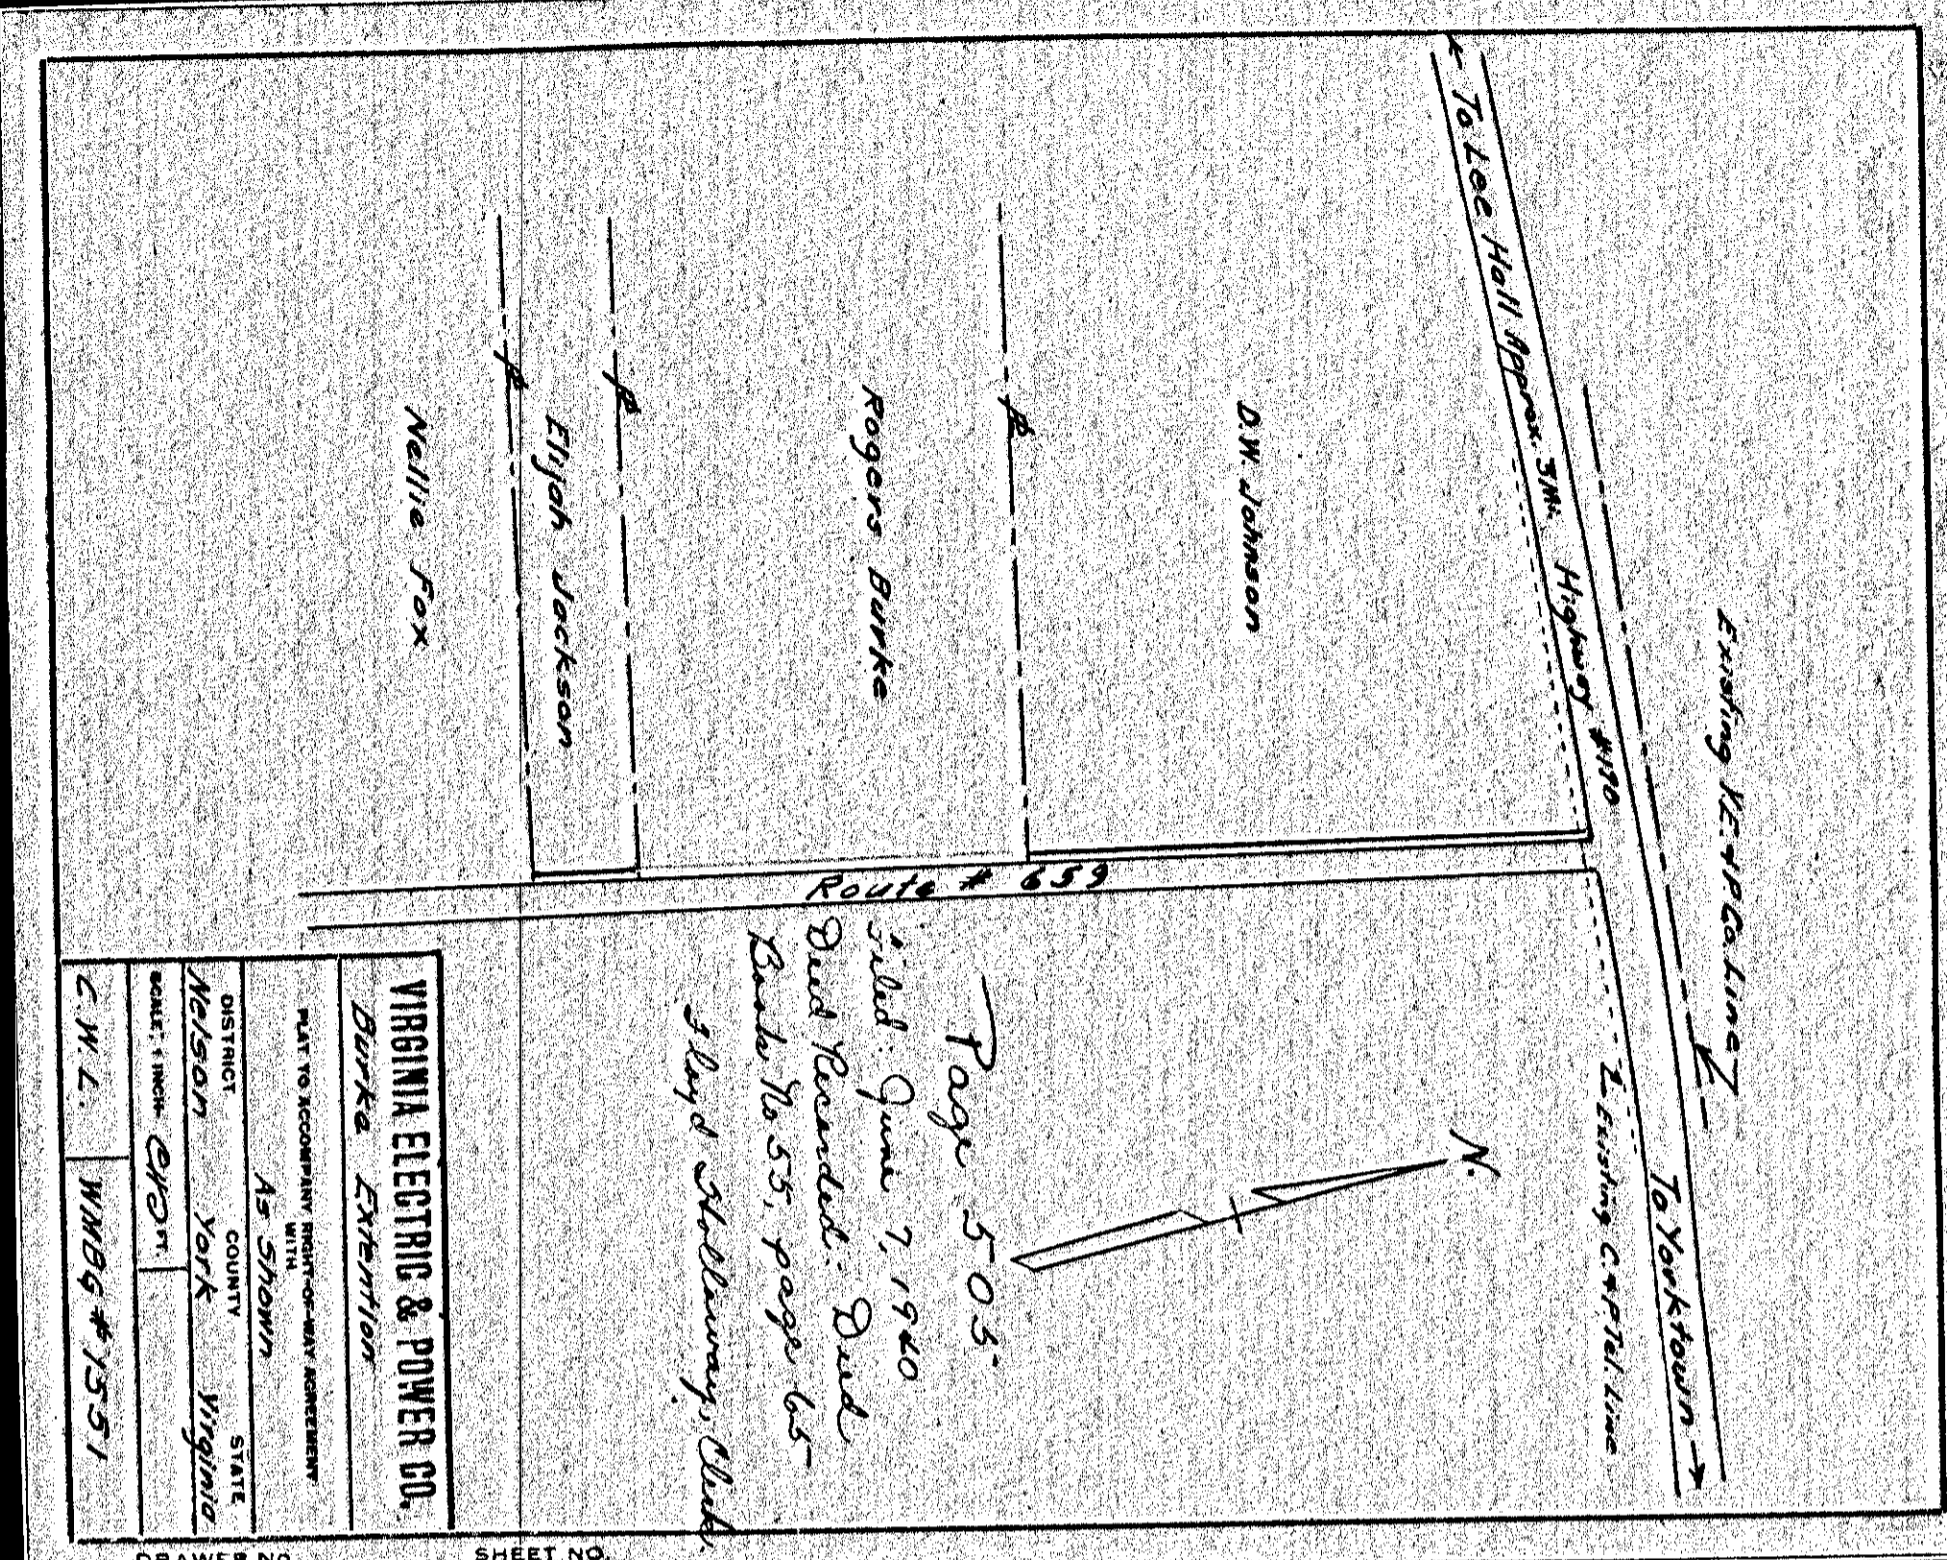 Existing V.E.&P.Co. Line
← To Lee Hall Approx. 3 Mi. Highway #170
To Yorktown →
Existing C.&P. Tel. Line
N.
D.W. Johnson
Rogers Burke
Elijah Jackson
Nellie Fox
Route # 659
Page 505
Filed: June 7, 1940
Deed Recorded: Deed
Book No 55, page 65
Floyd Holloway, Clerk.
VIRGINIA ELECTRIC & POWER CO.
Burke Extention
PLAT TO ACCOMPANY RIGHT-OF-WAY AGREEMENT
WITH
As Shown
DISTRICT COUNTY STATE
Nelson York Virginia
SCALE: 1 INCH= FT.
C.W.L. WMBG#1551
DRAWER NO. SHEET NO.